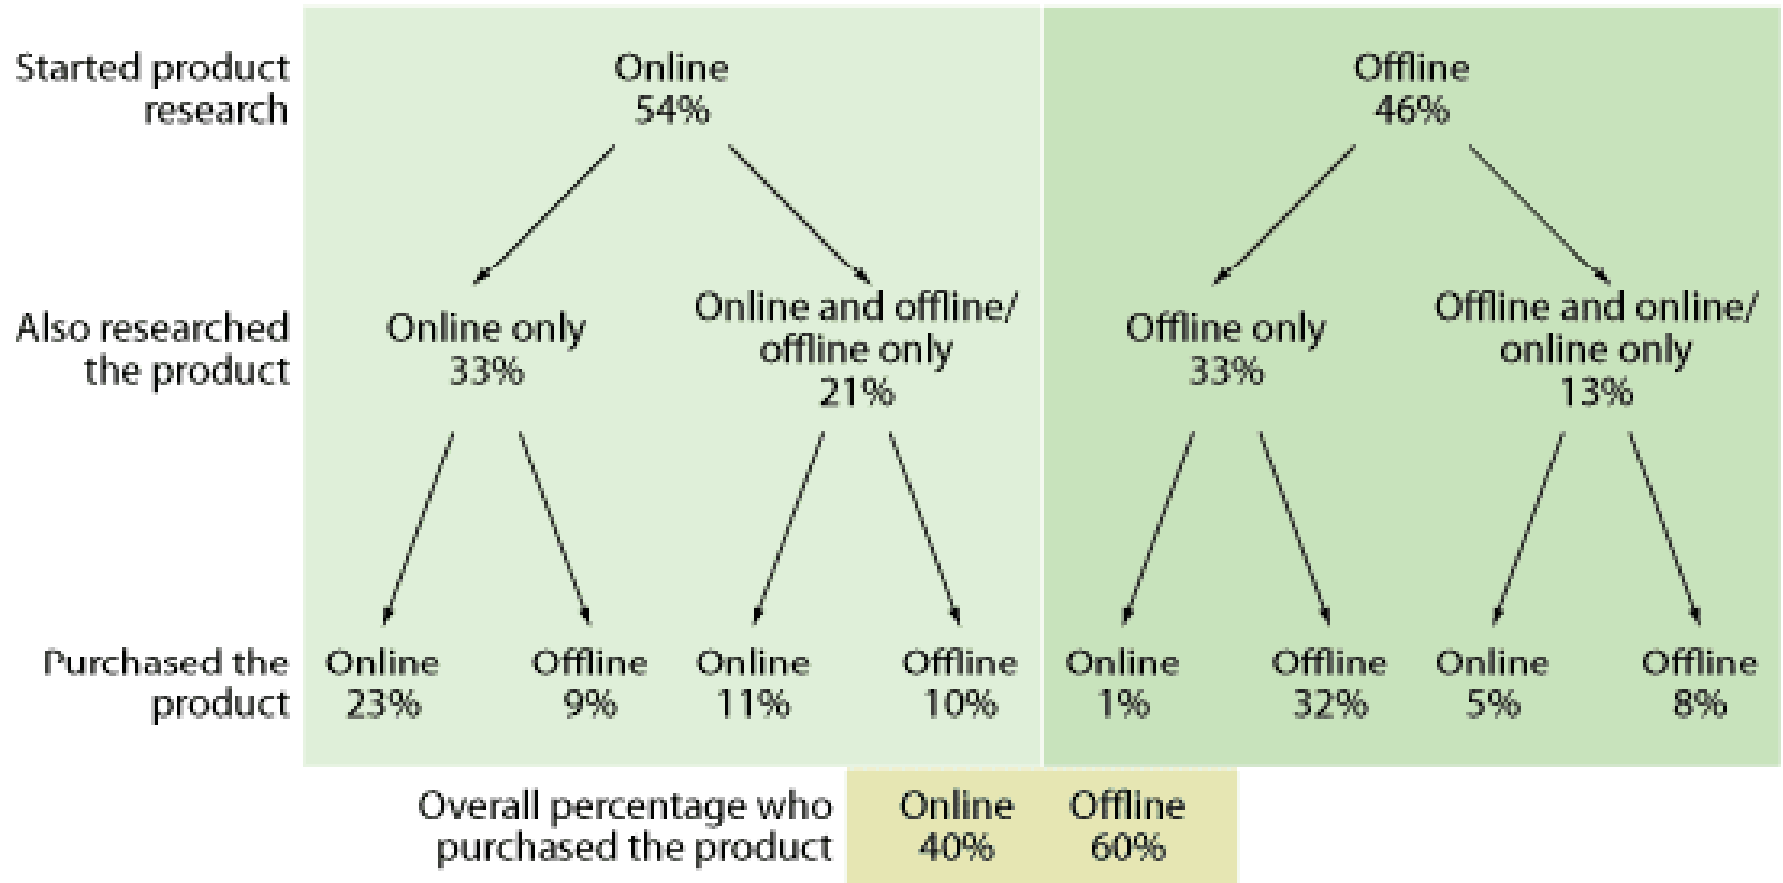 Started product
research
Online
54%
Offline
46%
Also researched
the product
Online only
33%
Online and offline/
offline only
21%
Offline only
33%
Offline and online/
online only
13%
Purchased the
product
Online
23%
Offline
9%
Online
11%
Offline
10%
Online
1%
Offline
32%
Online
5%
Offline
8%
Overall percentage who
purchased the product
Online
40%
Offline
60%